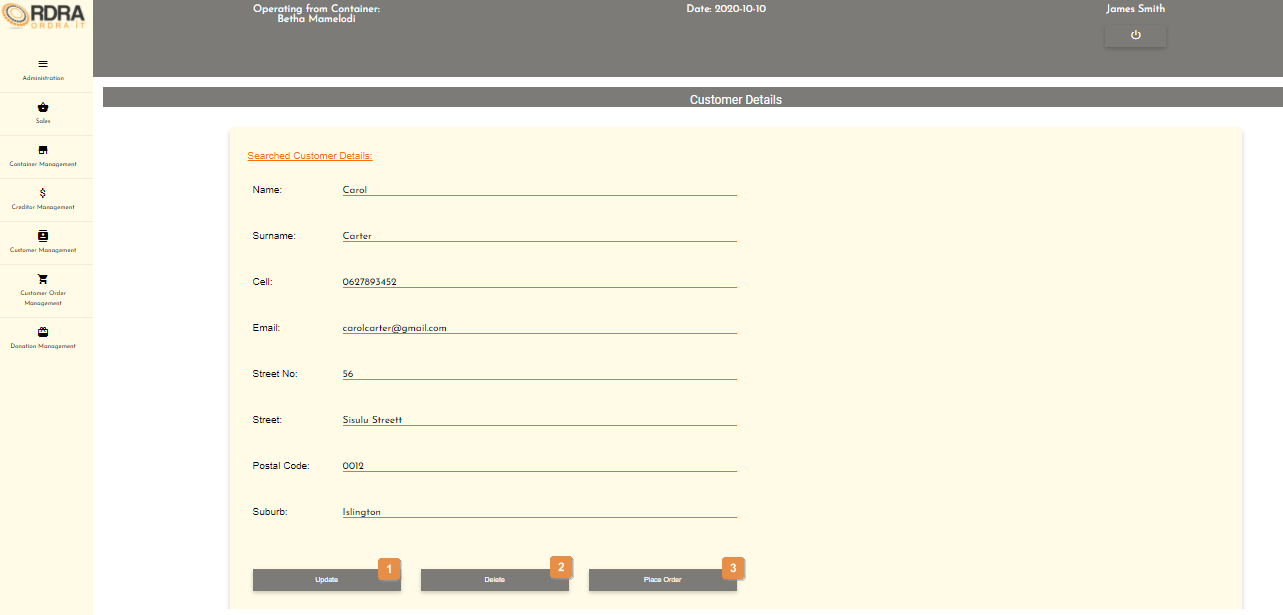 RDRA
ORDRA IT
Operating from Container:
Betha Mamelodi
Date: 2020-10-10
James Smith
Administration
Sales
Container Management
Creditor Management
Customer Management
Customer Order
Management
Donation Management
Customer Details
Searched Customer Details:
Name: Carol
Surname: Carter
Cell: 0627893452
Email: carolcarter@gmail.com
Street No: 56
Street: Sisulu Streett
Postal Code: 0012
Suburb: Islington
Update 1
Delete 2
Place Order 3